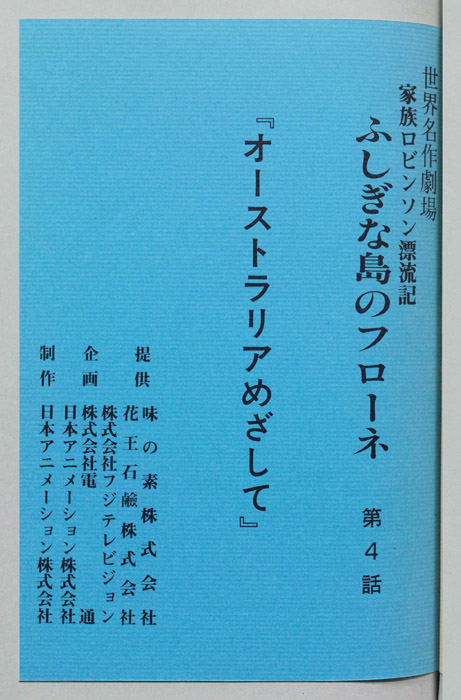 世界名作劇場
家族ロビンソン漂流記
ふしぎな島のフローネ 第4話
『オーストラリアめざして』
提供 味の素株式会社
花王石鹼株式会社
企画 株式会社フジテレビジョン
株式会社電通
日本アニメーション株式会社
制作 日本アニメーション株式会社